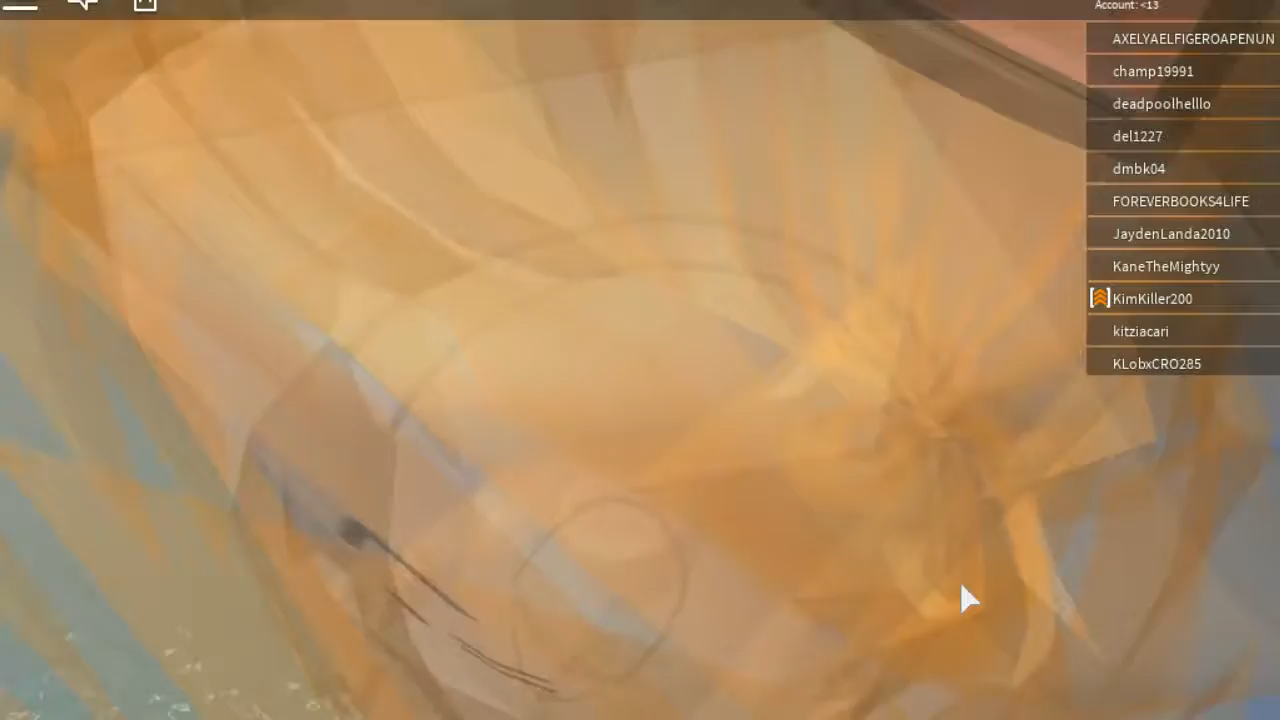 Account: <13
AXELYAELFIGEROAPENUN
champ19991
deadpoolhelllo
del1227
dmbk04
FOREVERBOOKS4LIFE
JaydenLanda2010
KaneTheMightyy
KimKiller200
kitziacari
KLobxCRO285